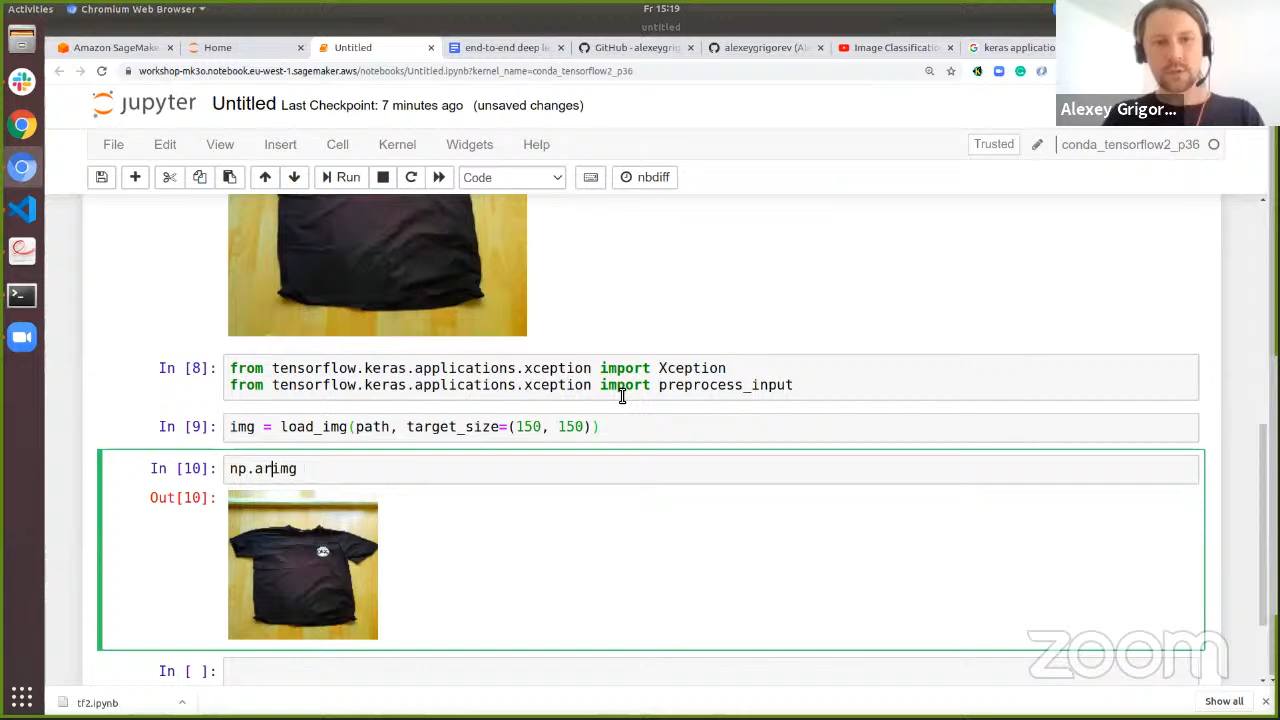 Activities
Chromium Web Browser
Fr 15:19
untitled
Amazon SageMake
Home
Untitled
end-to-end deep le
GitHub - alexeygrig
alexeygrigorev (Ale
Image Classification
keras application
workshop-mk3o.notebook.eu-west-1.sagemaker.aws/notebooks/Untitled.ipynb?kernel_name=conda_tensorflow2_p36
jupyter Untitled Last Checkpoint: 7 minutes ago (unsaved changes)
Alexey Grigor...
File Edit View Insert Cell Kernel Widgets Help
Trusted
conda_tensorflow2_p36
Run
Code
nbdiff
In [8]: from tensorflow.keras.applications.xception import Xception
from tensorflow.keras.applications.xception import preprocess_input
In [9]: img = load_img(path, target_size=(150, 150))
In [10]: np.arimg
Out[10]:
In [ ]:
zoom
tf2.ipynb
Show all